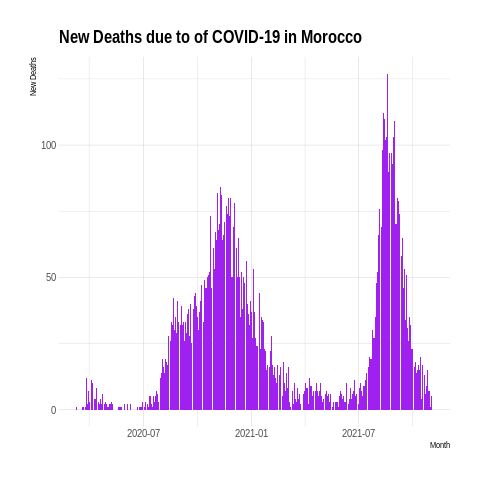 New Deaths due to of COVID-19 in Morocco
New Deaths
100
50
0
2020-07 2021-01 2021-07
Month